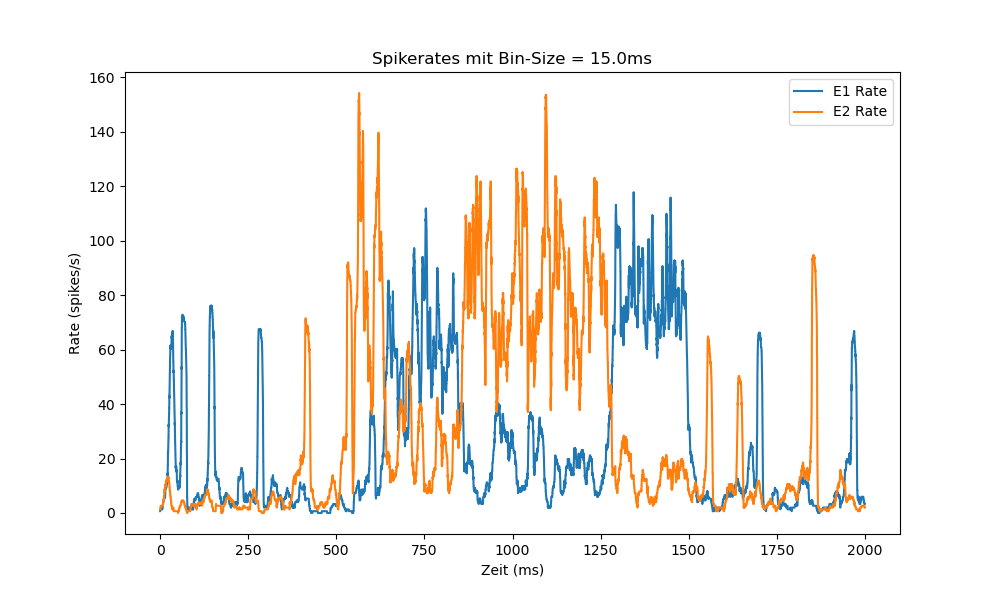 Spikerates mit Bin-Size = 15.0ms
160
140
120
100
80
60
40
20
0
Rate (spikes/s)
E1 Rate
E2 Rate
0 250 500 750 1000 1250 1500 1750 2000
Zeit (ms)